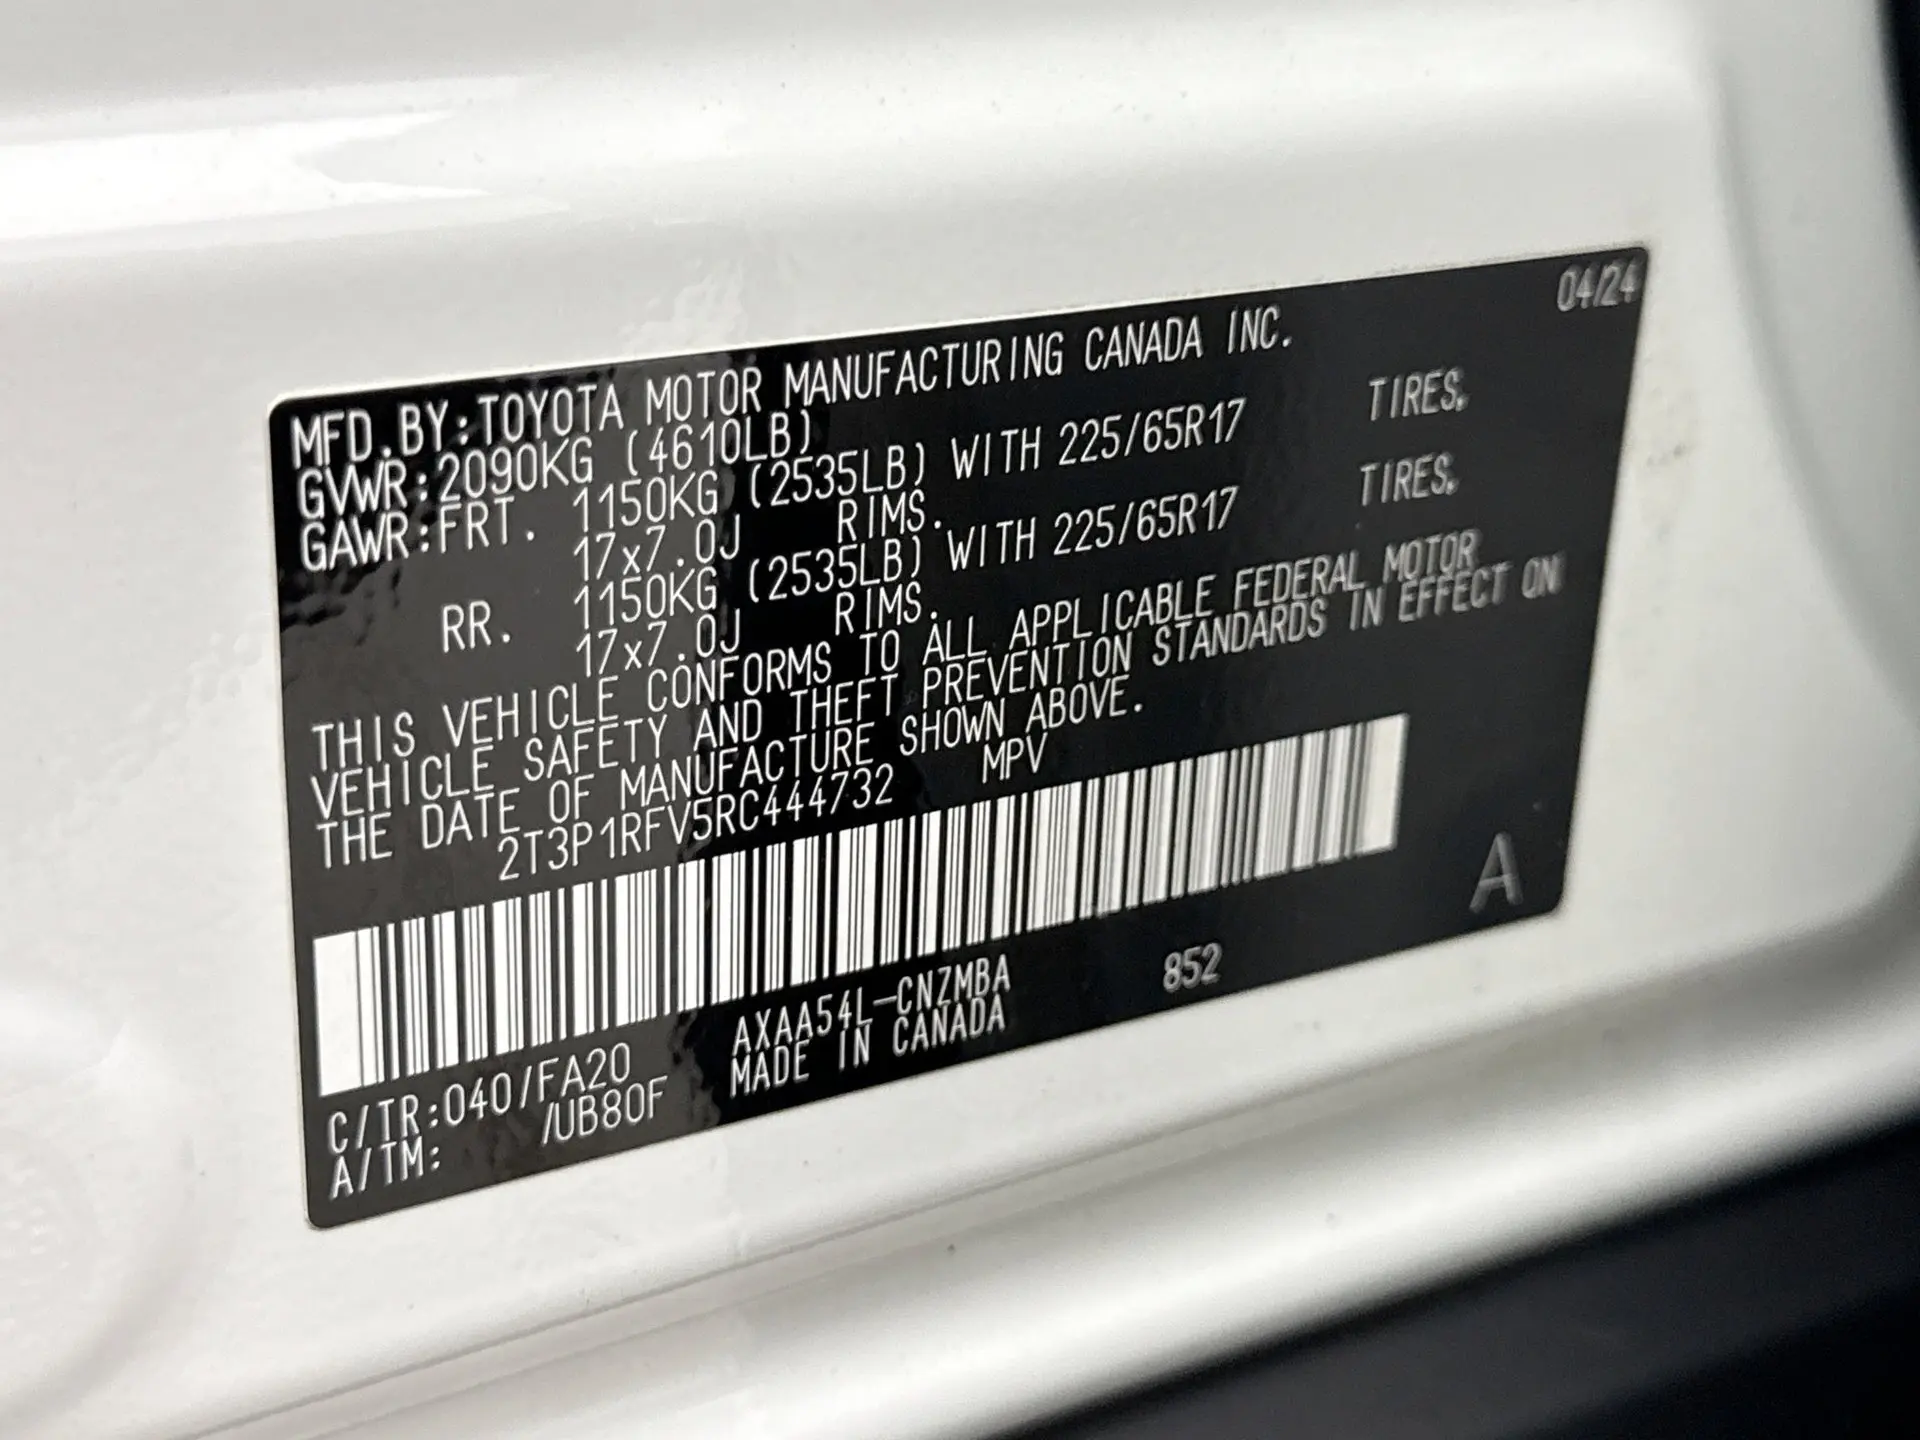 04/24
MFD.BY:TOYOTA MOTOR MANUFACTURING CANADA INC.
GVWR:2090KG (4610LB)
GAWR:FRT. 1150KG (2535LB) WITH 225/65R17 TIRES,
17x7.0J RIMS.
RR. 1150KG (2535LB) WITH 225/65R17 TIRES,
17x7.0J RIMS.
THIS VEHICLE CONFORMS TO ALL APPLICABLE FEDERAL MOTOR
VEHICLE SAFETY AND THEFT PREVENTION STANDARDS IN EFFECT ON
THE DATE OF MANUFACTURE SHOWN ABOVE.
2T3P1RFV5RC444732 MPV
A
C/TR:040/FA20 AXAA54L-CNZMBA 852
A/TM: /UB80F MADE IN CANADA